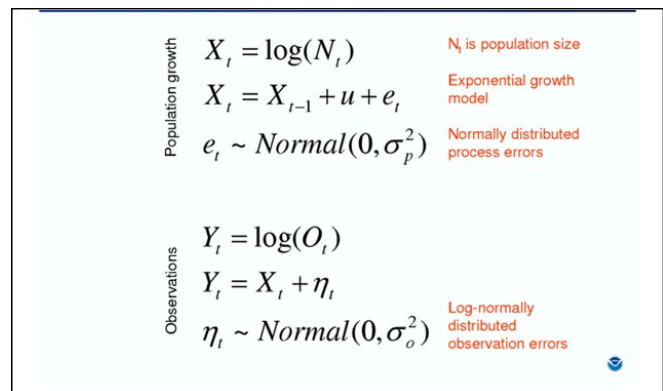 Population growth
X_t = log(N_t)
N_t is population size
X_t = X_{t−1} + u + e_t
Exponential growth
model
e_t ~ Normal(0, σ_p^2)
Normally distributed
process errors
Observations
Y_t = log(O_t)
Y_t = X_t + η_t
η_t ~ Normal(0, σ_o^2)
Log-normally
distributed
observation errors